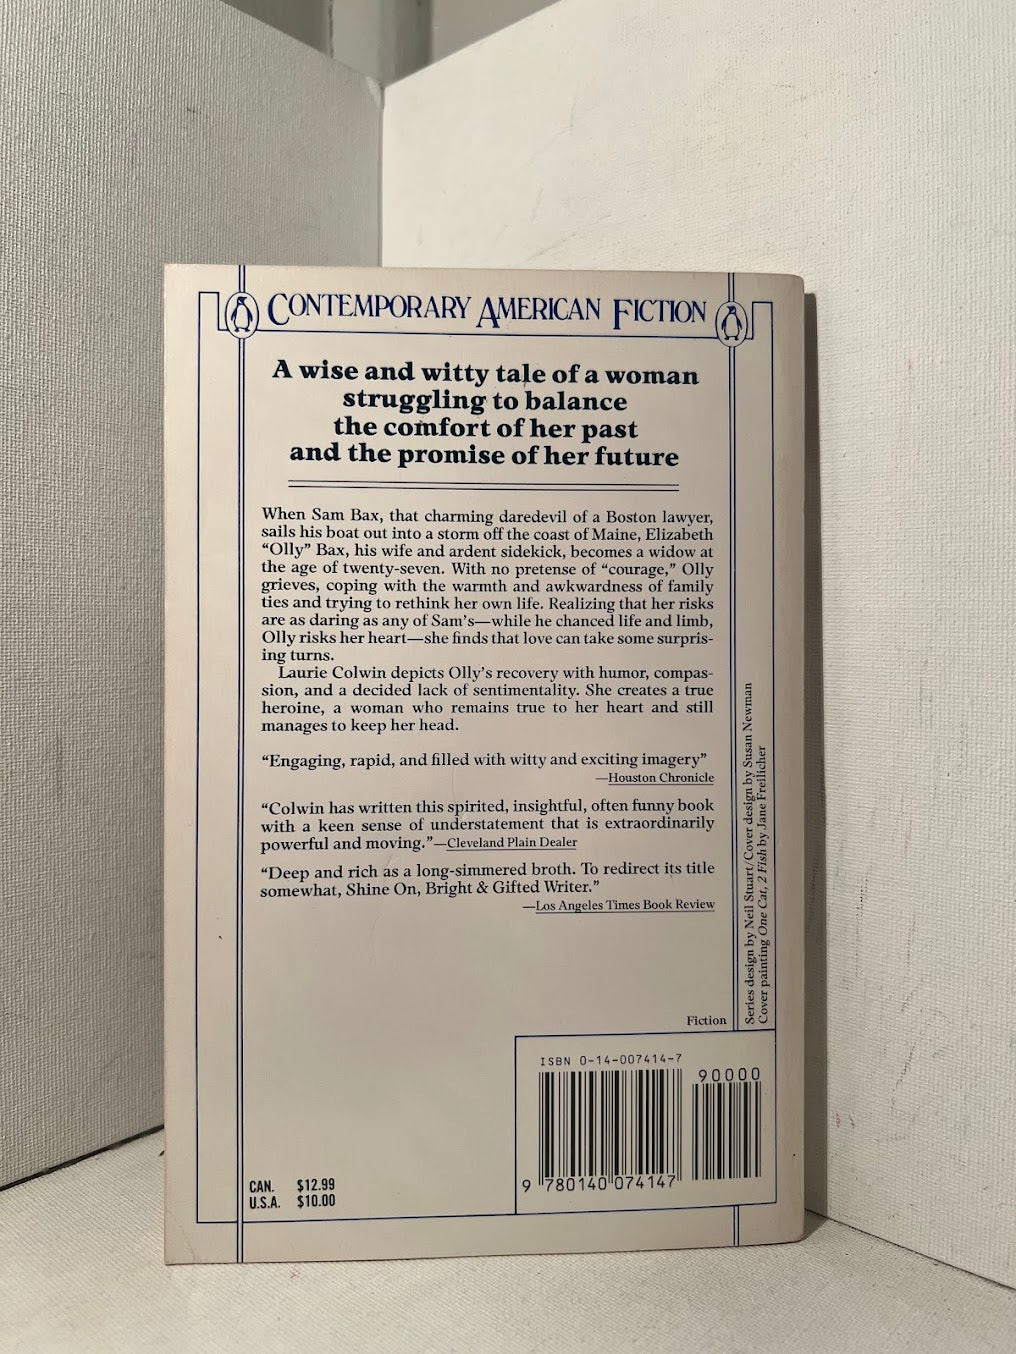 CONTEMPORARY AMERICAN FICTION
A wise and witty tale of a woman
struggling to balance
the comfort of her past
and the promise of her future
When Sam Bax, that charming daredevil of a Boston lawyer,
sails his boat out into a storm off the coast of Maine, Elizabeth
“Olly” Bax, his wife and ardent sidekick, becomes a widow at
the age of twenty-seven. With no pretense of “courage,” Olly
grieves, coping with the warmth and awkwardness of family
ties and trying to rethink her own life. Realizing that her risks
are as daring as any of Sam’s—while he chanced life and limb,
Olly risks her heart—she finds that love can take some surpris-
ing turns.
Laurie Colwin depicts Olly’s recovery with humor, compas-
sion, and a decided lack of sentimentality. She creates a true
heroine, a woman who remains true to her heart and still
manages to keep her head.
“Engaging, rapid, and filled with witty and exciting imagery”
—Houston Chronicle
“Colwin has written this spirited, insightful, often funny book
with a keen sense of understatement that is extraordinarily
powerful and moving.”—Cleveland Plain Dealer
“Deep and rich as a long-simmered broth. To redirect its title
somewhat, Shine On, Bright & Gifted Writer.”
—Los Angeles Times Book Review
Series design by Neil Stuart/Cover design by Susan Newman
Cover painting One Cat, 2 Fish by Jane Freilicher
Fiction
ISBN 0-14-007414-7
90000
9 780140 074147
CAN. $12.99
U.S.A. $10.00